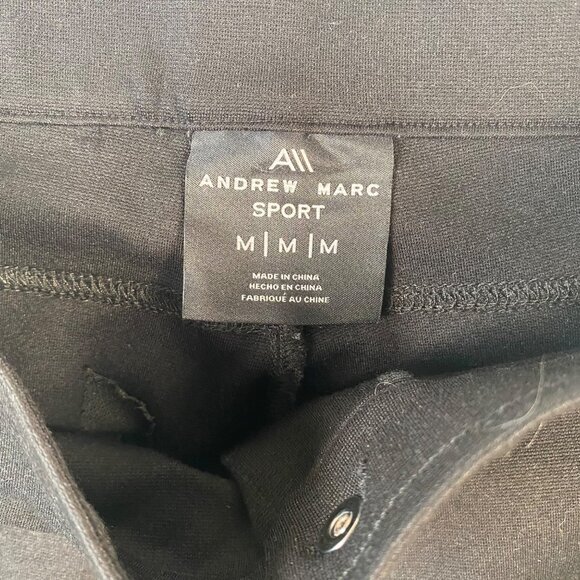 A\\
ANDREW MARC
SPORT
M | M | M
MADE IN CHINA
HECHO EN CHINA
FABRIQUÉ AU CHINE